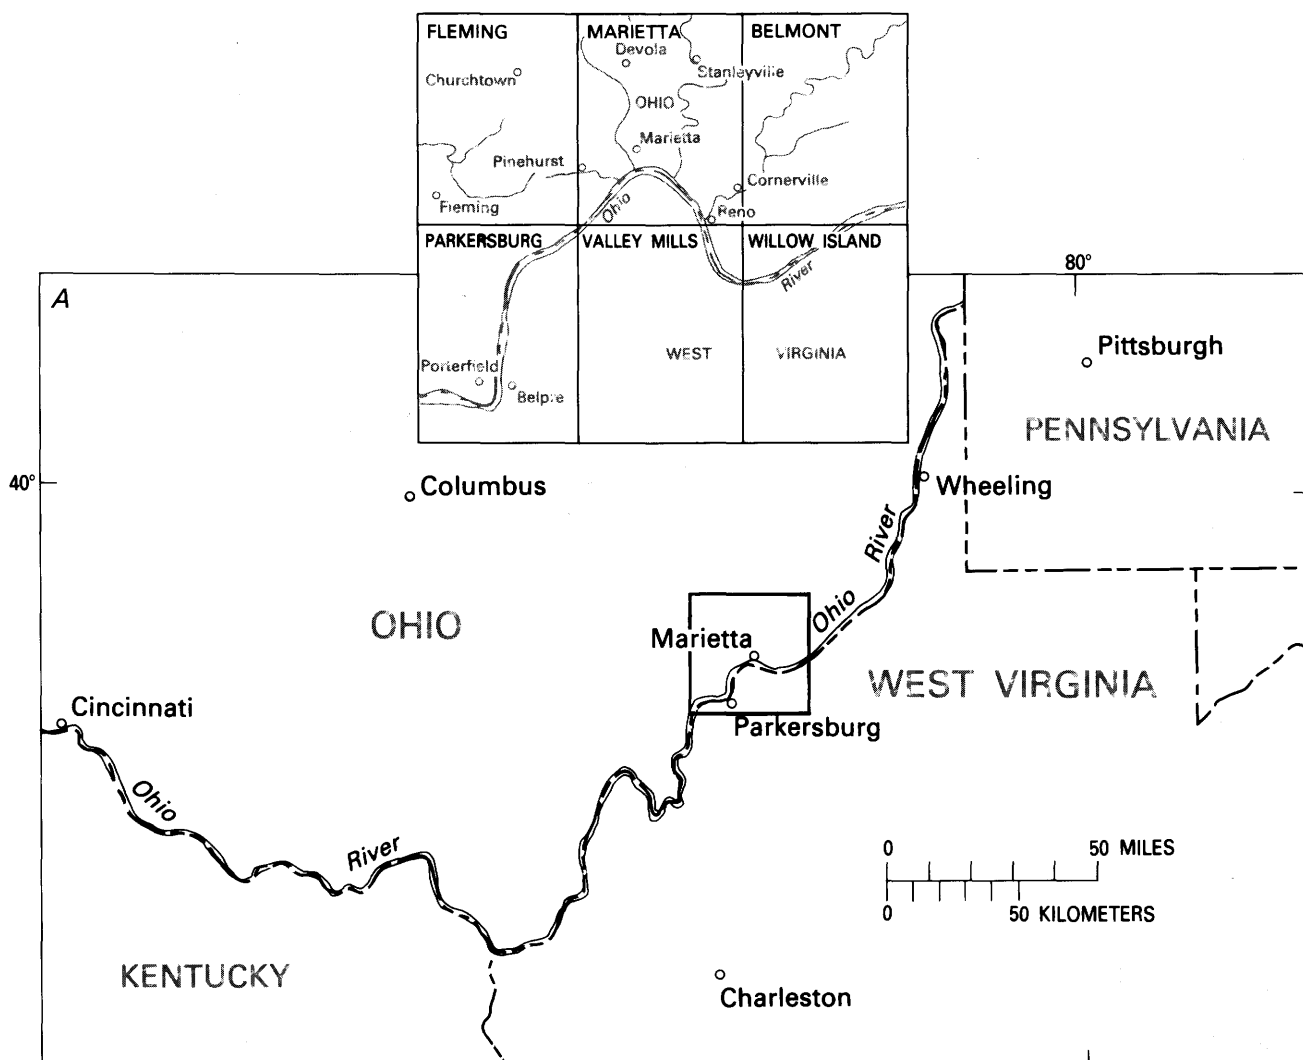 FLEMING
MARIETTA
BELMONT
Devola
Churchtown
Stanleyville
OHIO
Marietta
Pinehurst
Cornerville
Fleming
Ohio
Reno
PARKERSBURG
VALLEY MILLS
WILLOW ISLAND
River
80°
A
Pittsburgh
WEST
VIRGINIA
Porterfield
Belpre
PENNSYLVANIA
40°
Columbus
Wheeling
River
OHIO
Ohio
Marietta
WEST VIRGINIA
Cincinnati
Parkersburg
Ohio
River
0 50 MILES
0 50 KILOMETERS
KENTUCKY
Charleston